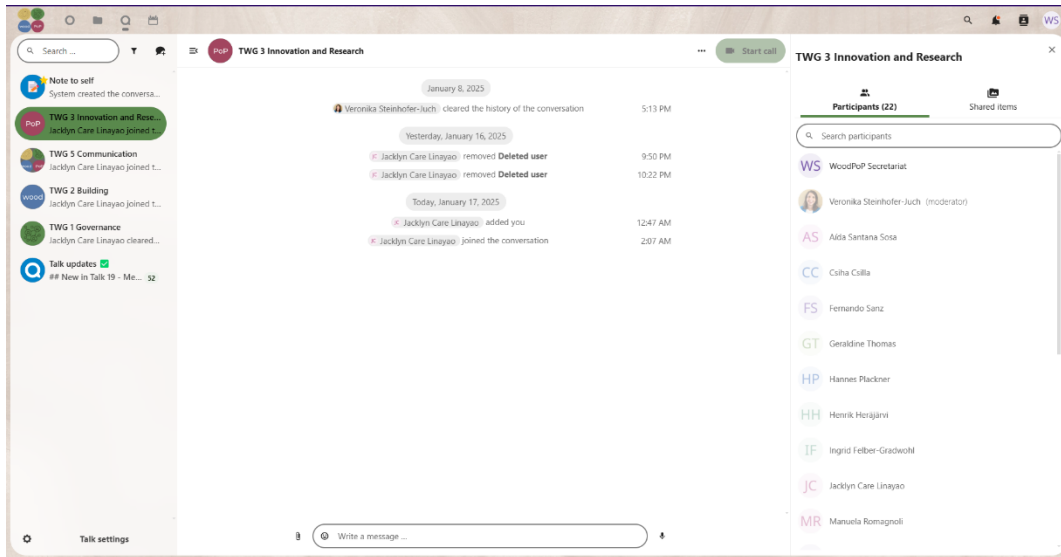 WS
Search ...
Note to self
System created the conversa...
PoP
TWG 3 Innovation and Rese...
Jacklyn Care Linayao joined t...
TWG 5 Communication
Jacklyn Care Linayao joined t...
wood
TWG 2 Building
Jacklyn Care Linayao joined t...
TWG 1 Governance
Jacklyn Care Linayao cleared...
Talk updates ✅
## New in Talk 19 - Me... 52
Talk settings
PoP TWG 3 Innovation and Research
Start call
January 8, 2025
Veronika Steinhofer-Juch cleared the history of the conversation 5:13 PM
Yesterday, January 16, 2025
Jacklyn Care Linayao removed Deleted user 9:50 PM
Jacklyn Care Linayao removed Deleted user 10:22 PM
Today, January 17, 2025
Jacklyn Care Linayao added you 12:47 AM
Jacklyn Care Linayao joined the conversation 2:07 AM
Write a message ...
TWG 3 Innovation and Research
Participants (22)
Shared items
Search participants
WS WoodPoP Secretariat
Veronika Steinhofer-Juch (moderator)
AS Aída Santana Sosa
CC Csiha Csilla
FS Fernando Sanz
GT Geraldine Thomas
HP Hannes Plackner
HH Henrik Heräjärvi
IF Ingrid Felber-Gradwohl
JC Jacklyn Care Linayao
MR Manuela Romagnoli